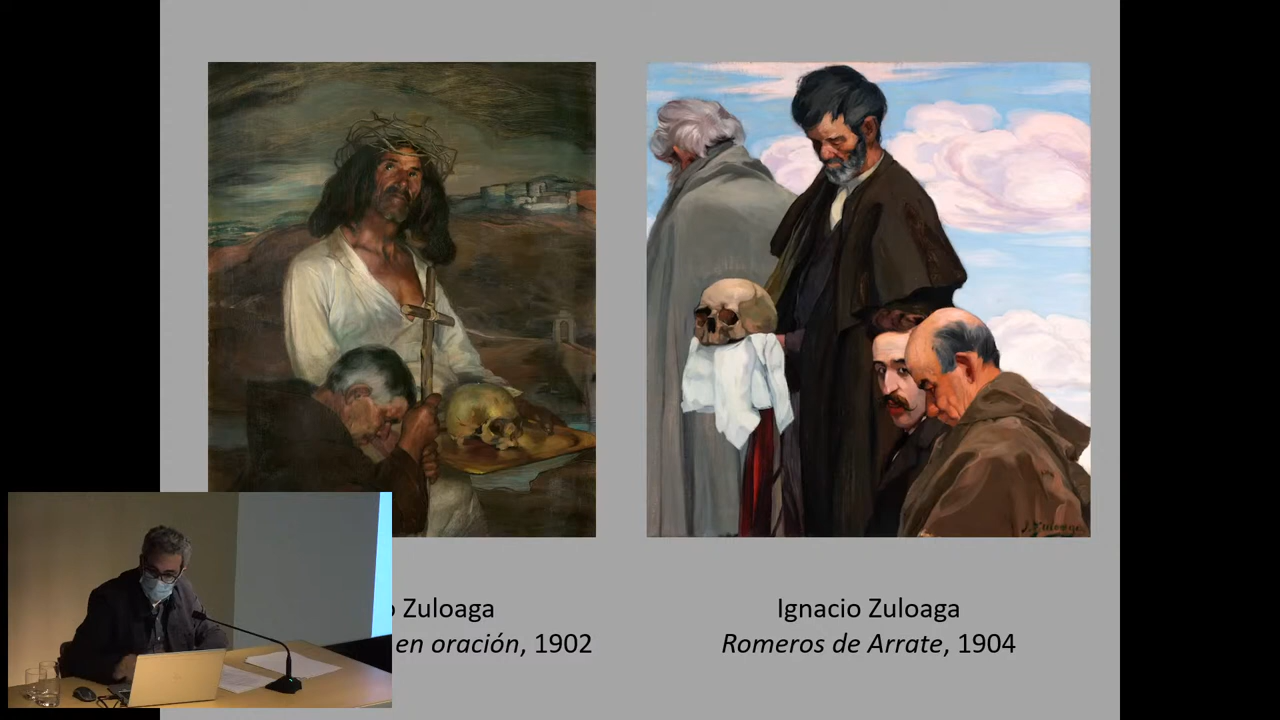 Zuloaga
en oración, 1902
Ignacio Zuloaga
Romeros de Arrate, 1904